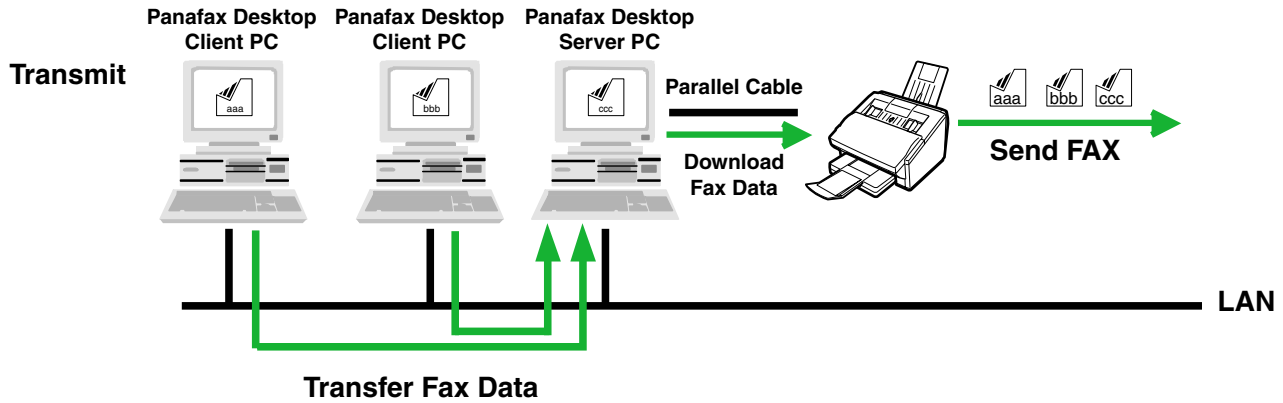 Panafax Desktop
Client PC
Panafax Desktop
Client PC
Panafax Desktop
Server PC
Transmit
aaa
bbb
ccc
Parallel Cable
Download
Fax Data
aaa
bbb
ccc
Send FAX
LAN
Transfer Fax Data